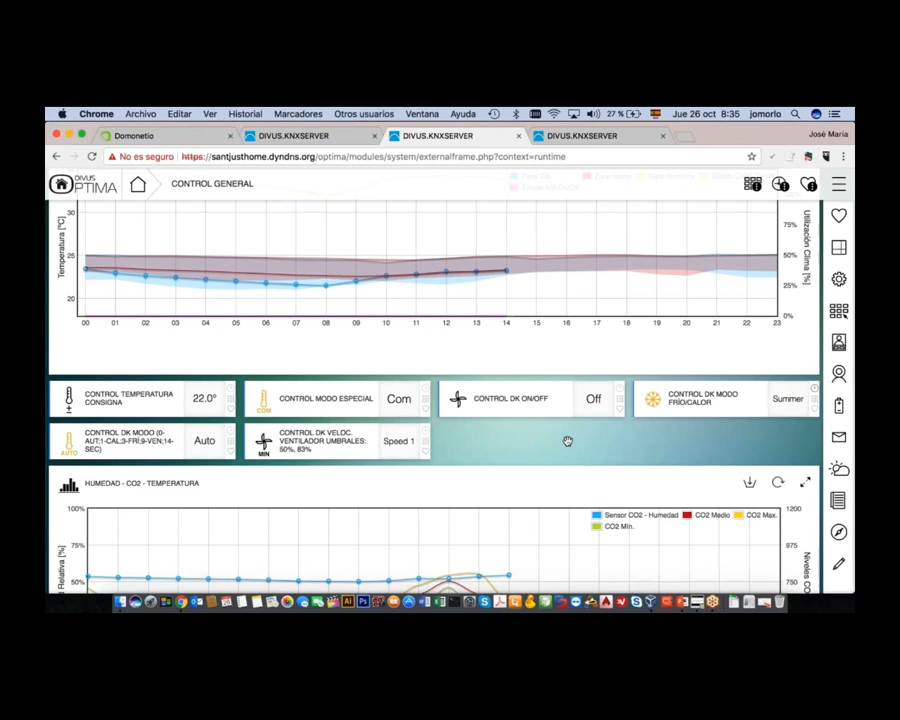 Chrome Archivo Editar Ver Historial Marcadores Otros usuarios Ventana Ayuda 27 % Jue 26 oct 8:35 jomorlo
Domonetio DIVUS.KNXSERVER DIVUS.KNXSERVER DIVUS.KNXSERVER José María
No es seguro https://santjusthome.dyndns.org/optima/modules/system/externalframe.php?context=runtime
DIVUS OPTIMA CONTROL GENERAL
Temperatura [ºC]
30
25
20
75%
50%
25%
0%
Utilización Clima [%]
00 01 02 03 04 05 06 07 08 09 10 11 12 13 14 15 16 17 18 19 20 21 22 23
CONTROL TEMPERATURA
CONSIGNA
22.0°
COM
CONTROL MODO ESPECIAL
Com
CONTROL DK ON/OFF
Off
CONTROL DK MODO
FRÍO/CALOR
Summer
AUTO
CONTROL DK MODO (0-
AUT;1-CAL;3-FRÍ;9-VEN;14-
SEC)
Auto
MIN
CONTROL DK VELOC.
VENTILADOR UMBRALES:
50%, 83%
Speed 1
HUMEDAD - CO2 - TEMPERATURA
Sensor CO2 - Humedad CO2 Medio CO2 Max.
CO2 Mín.
100%
75%
50%
Relativa [%]
1200
975
750
Niveles CO